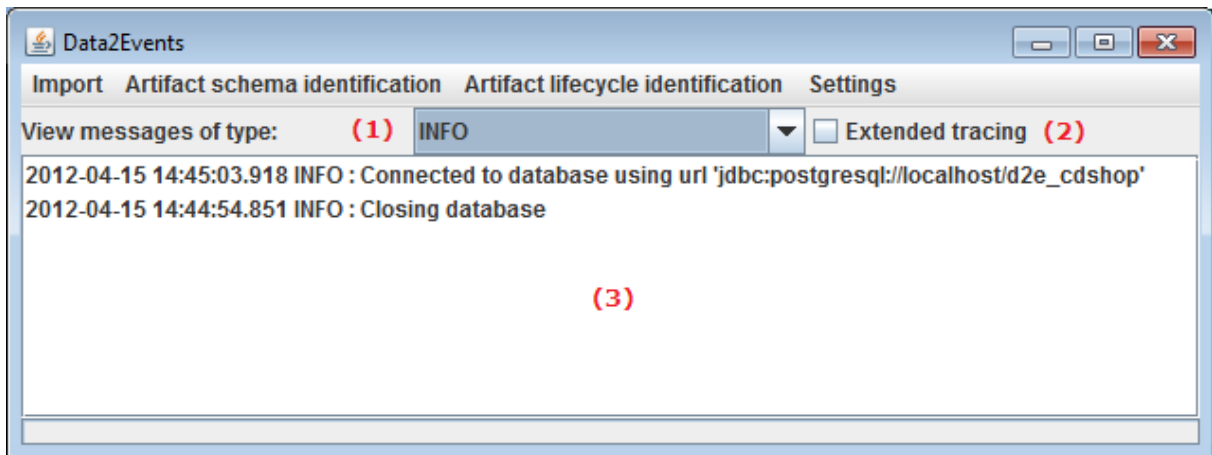 Data2Events
Import Artifact schema identification Artifact lifecycle identification Settings
View messages of type: (1) INFO Extended tracing (2)
2012-04-15 14:45:03.918 INFO : Connected to database using url 'jdbc:postgresql://localhost/d2e_cdshop'
2012-04-15 14:44:54.851 INFO : Closing database
(3)